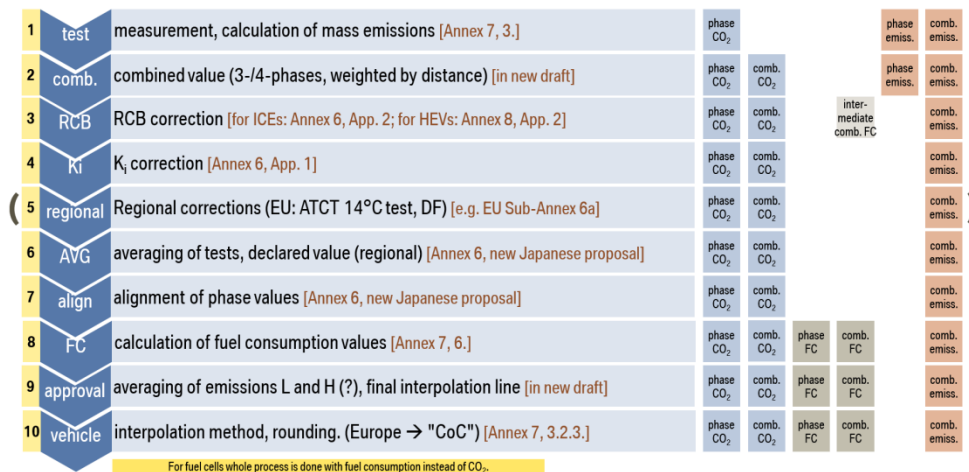 1 test measurement, calculation of mass emissions [Annex 7, 3.] phase CO₂ phase emiss. comb. emiss.
2 comb. combined value (3-/4-phases, weighted by distance) [in new draft] phase CO₂ comb. CO₂ phase emiss. comb. emiss.
3 RCB RCB correction [for ICEs: Annex 6, App. 2; for HEVs: Annex 8, App. 2] phase CO₂ comb. CO₂ inter-mediate comb. FC comb. emiss.
4 Ki Kᵢ correction [Annex 6, App. 1] phase CO₂ comb. CO₂ comb. emiss.
( 5 regional Regional corrections (EU: ATCT 14°C test, DF) [e.g. EU Sub-Annex 6a] phase CO₂ comb. CO₂ comb. emiss. )
6 AVG averaging of tests, declared value (regional) [Annex 6, new Japanese proposal] phase CO₂ comb. CO₂ comb. emiss.
7 align alignment of phase values [Annex 6, new Japanese proposal] phase CO₂ comb. CO₂ comb. emiss.
8 FC calculation of fuel consumption values [Annex 7, 6.] phase CO₂ comb. CO₂ phase FC comb. FC comb. emiss.
9 approval averaging of emissions L and H (?), final interpolation line [in new draft] phase CO₂ comb. CO₂ phase FC comb. FC comb. emiss.
10 vehicle interpolation method, rounding. (Europe → "CoC") [Annex 7, 3.2.3.] phase CO₂ comb. CO₂ phase FC comb. FC comb. emiss.
For fuel cells whole process is done with fuel consumption instead of CO₂.